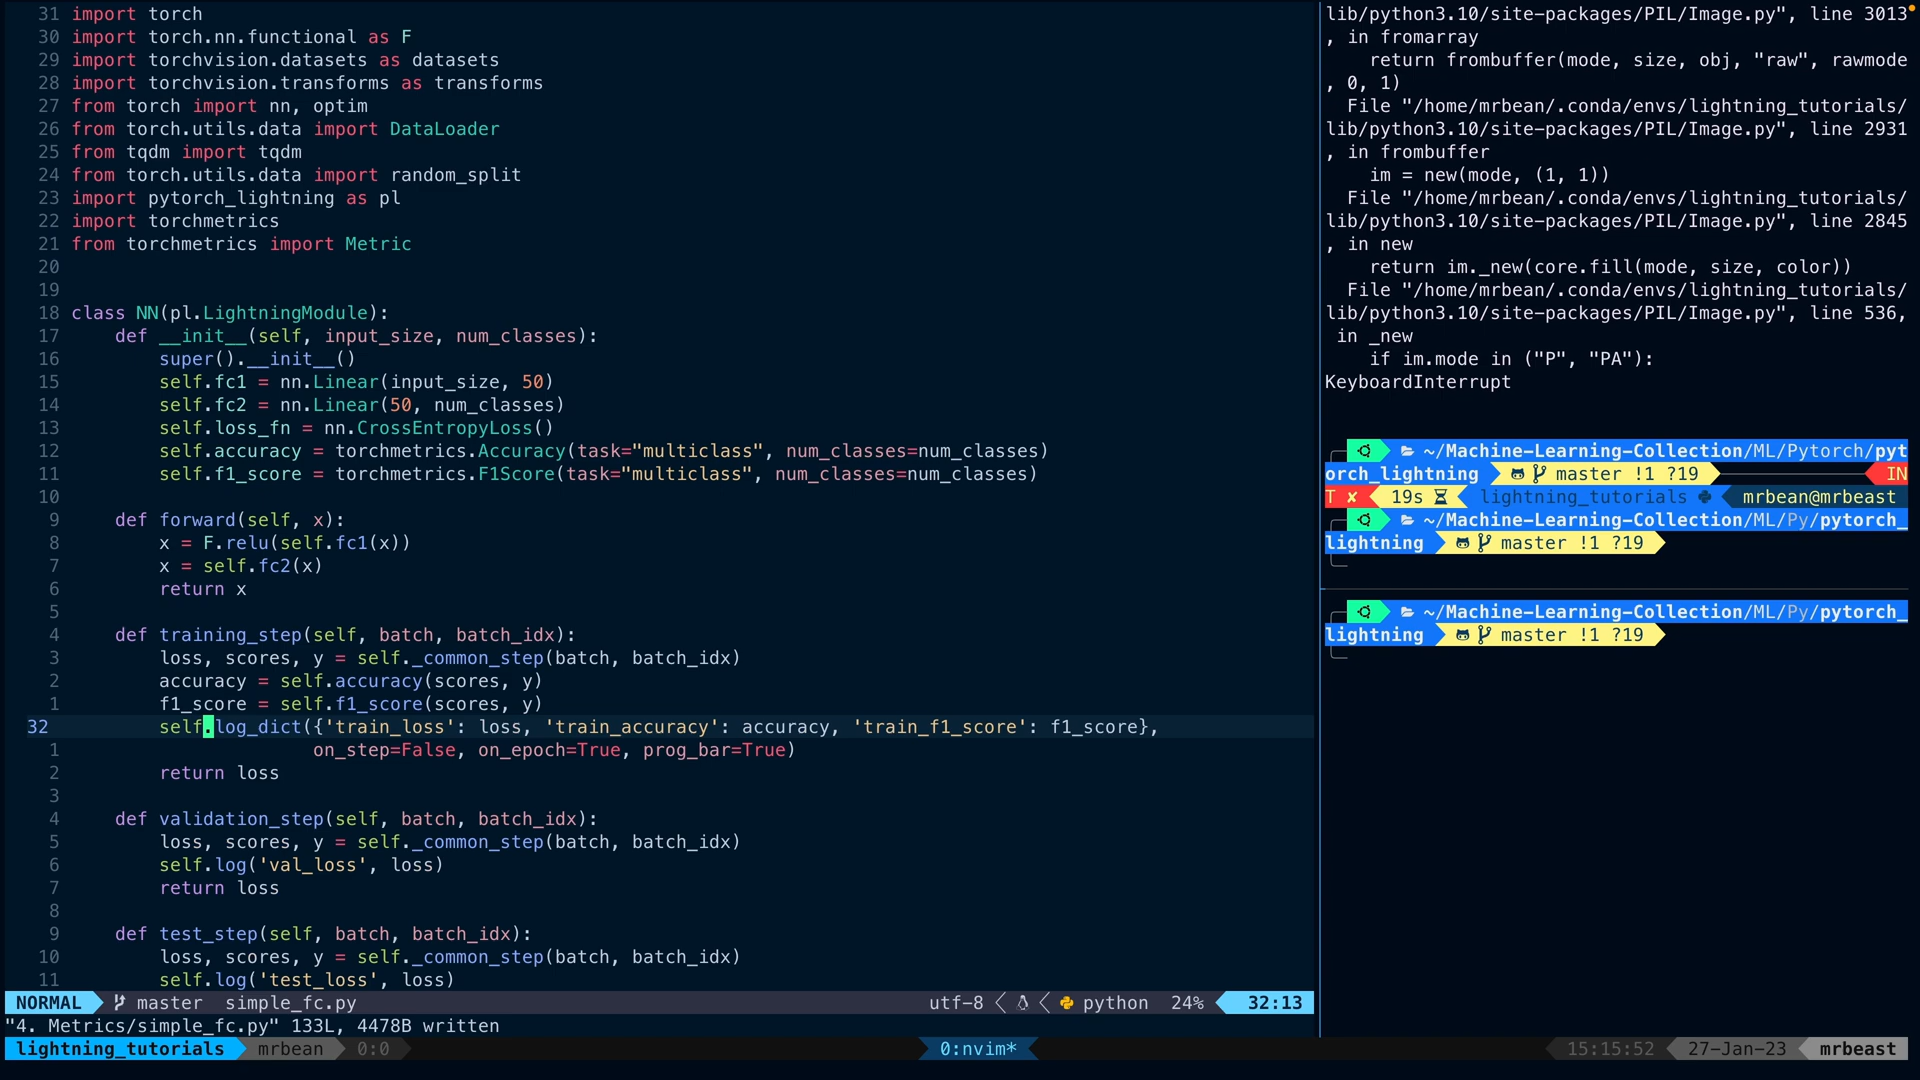 31 import torch
30 import torch.nn.functional as F
29 import torchvision.datasets as datasets
28 import torchvision.transforms as transforms
27 from torch import nn, optim
26 from torch.utils.data import DataLoader
25 from tqdm import tqdm
24 from torch.utils.data import random_split
23 import pytorch_lightning as pl
22 import torchmetrics
21 from torchmetrics import Metric
20
19
18 class NN(pl.LightningModule):
17     def __init__(self, input_size, num_classes):
16         super().__init__()
15         self.fc1 = nn.Linear(input_size, 50)
14         self.fc2 = nn.Linear(50, num_classes)
13         self.loss_fn = nn.CrossEntropyLoss()
12         self.accuracy = torchmetrics.Accuracy(task="multiclass", num_classes=num_classes)
11         self.f1_score = torchmetrics.F1Score(task="multiclass", num_classes=num_classes)
10
9     def forward(self, x):
8         x = F.relu(self.fc1(x))
7         x = self.fc2(x)
6         return x
5
4     def training_step(self, batch, batch_idx):
3         loss, scores, y = self._common_step(batch, batch_idx)
2         accuracy = self.accuracy(scores, y)
1         f1_score = self.f1_score(scores, y)
32         self.log_dict({'train_loss': loss, 'train_accuracy': accuracy, 'train_f1_score': f1_score},
1                       on_step=False, on_epoch=True, prog_bar=True)
2         return loss
3
4     def validation_step(self, batch, batch_idx):
5         loss, scores, y = self._common_step(batch, batch_idx)
6         self.log('val_loss', loss)
7         return loss
8
9     def test_step(self, batch, batch_idx):
10         loss, scores, y = self._common_step(batch, batch_idx)
11         self.log('test_loss', loss)
NORMAL master simple_fc.py utf-8 python 24% 32:13
"4. Metrics/simple_fc.py" 133L, 4478B written
lib/python3.10/site-packages/PIL/Image.py", line 3013
, in fromarray
    return frombuffer(mode, size, obj, "raw", rawmode
, 0, 1)
  File "/home/mrbean/.conda/envs/lightning_tutorials/
lib/python3.10/site-packages/PIL/Image.py", line 2931
, in frombuffer
    im = new(mode, (1, 1))
  File "/home/mrbean/.conda/envs/lightning_tutorials/
lib/python3.10/site-packages/PIL/Image.py", line 2845
, in new
    return im._new(core.fill(mode, size, color))
  File "/home/mrbean/.conda/envs/lightning_tutorials/
lib/python3.10/site-packages/PIL/Image.py", line 536,
 in _new
    if im.mode in ("P", "PA"):
KeyboardInterrupt
~/Machine-Learning-Collection/ML/Pytorch/pyt
orch_lightning master !1 ?19 IN
T ✘ 19s lightning_tutorials mrbean@mrbeast
~/Machine-Learning-Collection/ML/Py/pytorch_
lightning master !1 ?19
~/Machine-Learning-Collection/ML/Py/pytorch_
lightning master !1 ?19
lightning_tutorials mrbean 0:0 0:nvim* 15:15:52 27-Jan-23 mrbeast